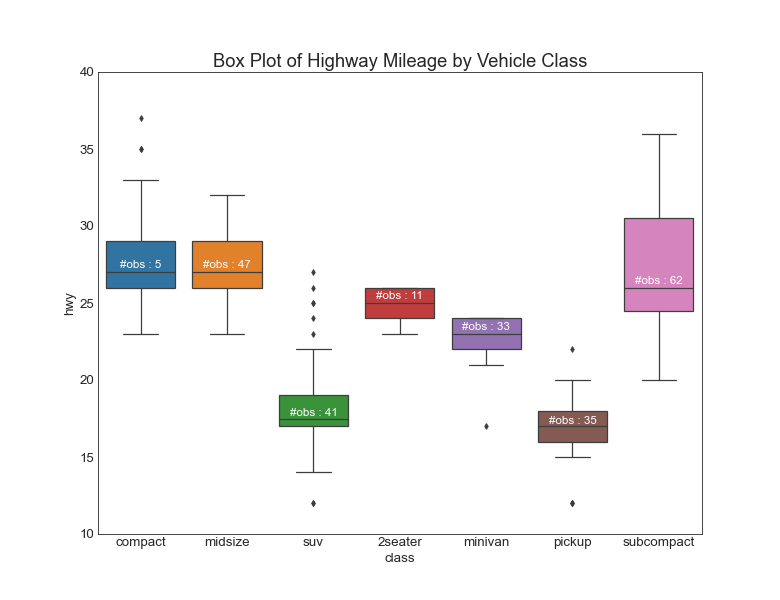 Box Plot of Highway Mileage by Vehicle Class
40
35
30
25
20
15
10
hwy
#obs : 5
#obs : 47
#obs : 41
#obs : 11
#obs : 33
#obs : 35
#obs : 62
compact
midsize
suv
2seater
minivan
pickup
subcompact
class